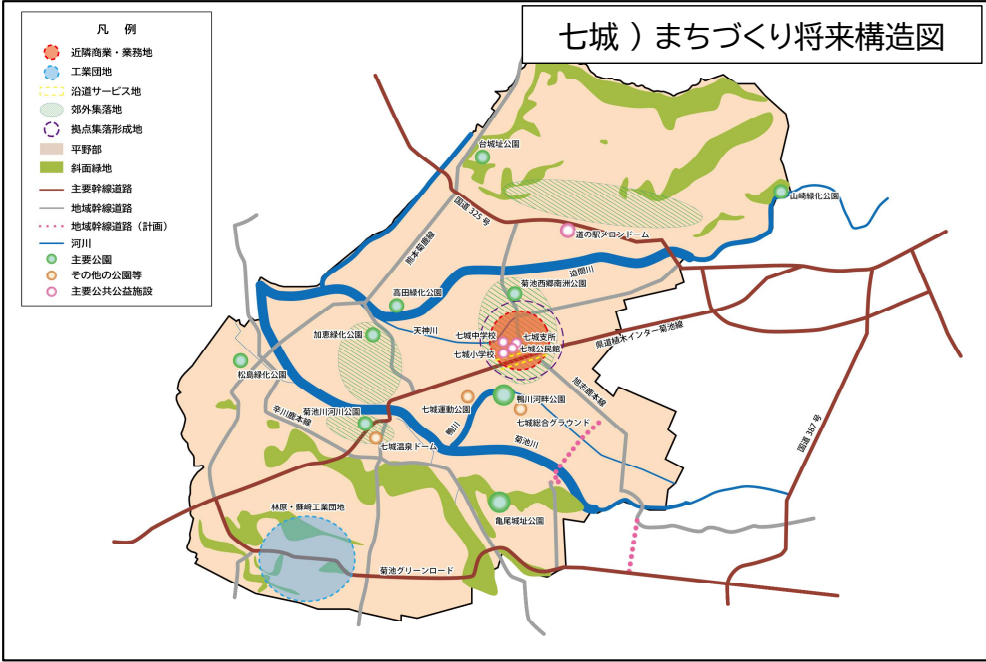 七城 ) まちづくり将来構造図
凡 例
近隣商業・業務地
工業団地
沿道サービス地
郊外集落地
拠点集落形成地
平野部
斜面緑地
主要幹線道路
地域幹線道路
地域幹線道路（計画）
河川
主要公園
その他の公園等
主要公共公益施設
台城址公園
山崎緑化公園
国道 325 号
道の駅メロンドーム
熊本菊鹿線
迫間川
菊池西郷南洲公園
高田緑化公園
天神川
加恵緑化公園
七城中学校
七城支所
七城小学校
七城公民館
県道植木インター菊池線
松島緑化公園
旭志鹿本線
菊池川河川公園
七城運動公園
鴨川河畔公園
辛川鹿本線
七城総合グラウンド
鴨川
菊池川
七城温泉ドーム
国道 387 号
林原・蘇崎工業団地
亀尾城址公園
菊池グリーンロード